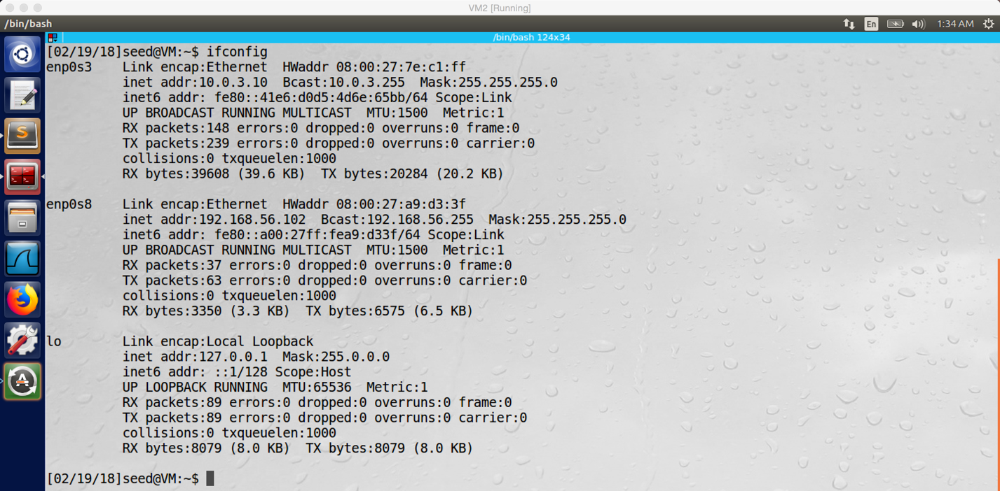 VM2 [Running]
/bin/bash
En
1:34 AM
/bin/bash 124x34
[02/19/18]seed@VM:~$ ifconfig
enp0s3    Link encap:Ethernet  HWaddr 08:00:27:7e:c1:ff
          inet addr:10.0.3.10  Bcast:10.0.3.255  Mask:255.255.255.0
          inet6 addr: fe80::41e6:d0d5:4d6e:65bb/64 Scope:Link
          UP BROADCAST RUNNING MULTICAST  MTU:1500  Metric:1
          RX packets:148 errors:0 dropped:0 overruns:0 frame:0
          TX packets:239 errors:0 dropped:0 overruns:0 carrier:0
          collisions:0 txqueuelen:1000
          RX bytes:39608 (39.6 KB)  TX bytes:20284 (20.2 KB)
enp0s8    Link encap:Ethernet  HWaddr 08:00:27:a9:d3:3f
          inet addr:192.168.56.102  Bcast:192.168.56.255  Mask:255.255.255.0
          inet6 addr: fe80::a00:27ff:fea9:d33f/64 Scope:Link
          UP BROADCAST RUNNING MULTICAST  MTU:1500  Metric:1
          RX packets:37 errors:0 dropped:0 overruns:0 frame:0
          TX packets:63 errors:0 dropped:0 overruns:0 carrier:0
          collisions:0 txqueuelen:1000
          RX bytes:3350 (3.3 KB)  TX bytes:6575 (6.5 KB)
lo        Link encap:Local Loopback
          inet addr:127.0.0.1  Mask:255.0.0.0
          inet6 addr: ::1/128 Scope:Host
          UP LOOPBACK RUNNING  MTU:65536  Metric:1
          RX packets:89 errors:0 dropped:0 overruns:0 frame:0
          TX packets:89 errors:0 dropped:0 overruns:0 carrier:0
          collisions:0 txqueuelen:1000
          RX bytes:8079 (8.0 KB)  TX bytes:8079 (8.0 KB)
[02/19/18]seed@VM:~$